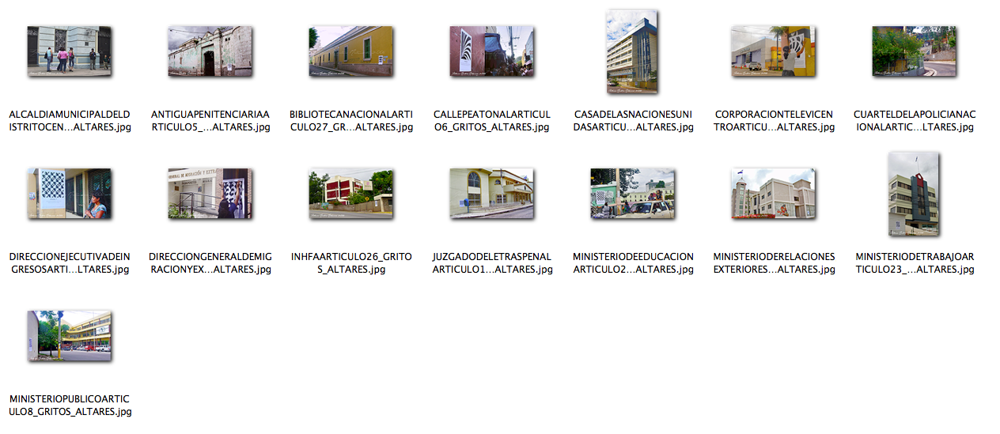 ALCALDIAMUNICIPALDELD
ISTRITOCEN...ALTARES.jpg
ANTIGUAPENITENCIARIAA
RTICULO5_...ALTARES.jpg
BIBLIOTECANACIONALARTI
CULO27_GR...ALTARES.jpg
CALLEPEATONALARTICUL
O6_GRITOS_ALTARES.jpg
CASADELASNACIONESUNI
DASARTICU...ALTARES.jpg
CORPORACIONTELEVICEN
TROARTICU...ALTARES.jpg
CUARTELDELAPOLICIANAC
IONALARTIC...LTARES.jpg
DIRECCIONEJECUTIVADEIN
GRESOSARTI...LTARES.jpg
DIRECCIONGENERALDEMIG
RACIONYEX...ALTARES.jpg
INHFAARTICULO26_GRITO
S_ALTARES.jpg
JUZGADODELETRASPENAL
ARTICULO1...ALTARES.jpg
MINISTERIODEEDUCACION
ARTICULO2...ALTARES.jpg
MINISTERIODERELACIONES
EXTERIORES...ALTARES.jpg
MINISTERIODETRABAJOAR
TICULO23_...ALTARES.jpg
MINISTERIOPUBLICOARTIC
ULO8_GRITOS_ALTARES.jpg